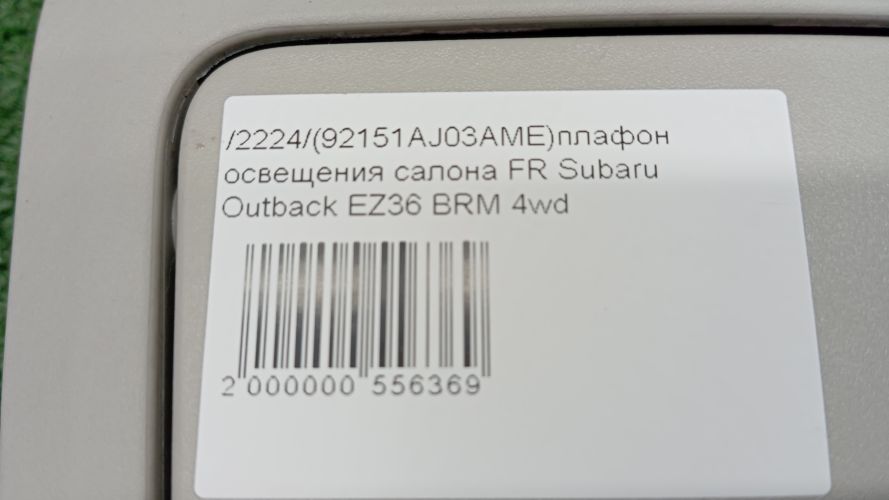 /2224/(92151AJ03AME)плафон
освещения салона FR Subaru
Outback EZ36 BRM 4wd
2 000000 556369